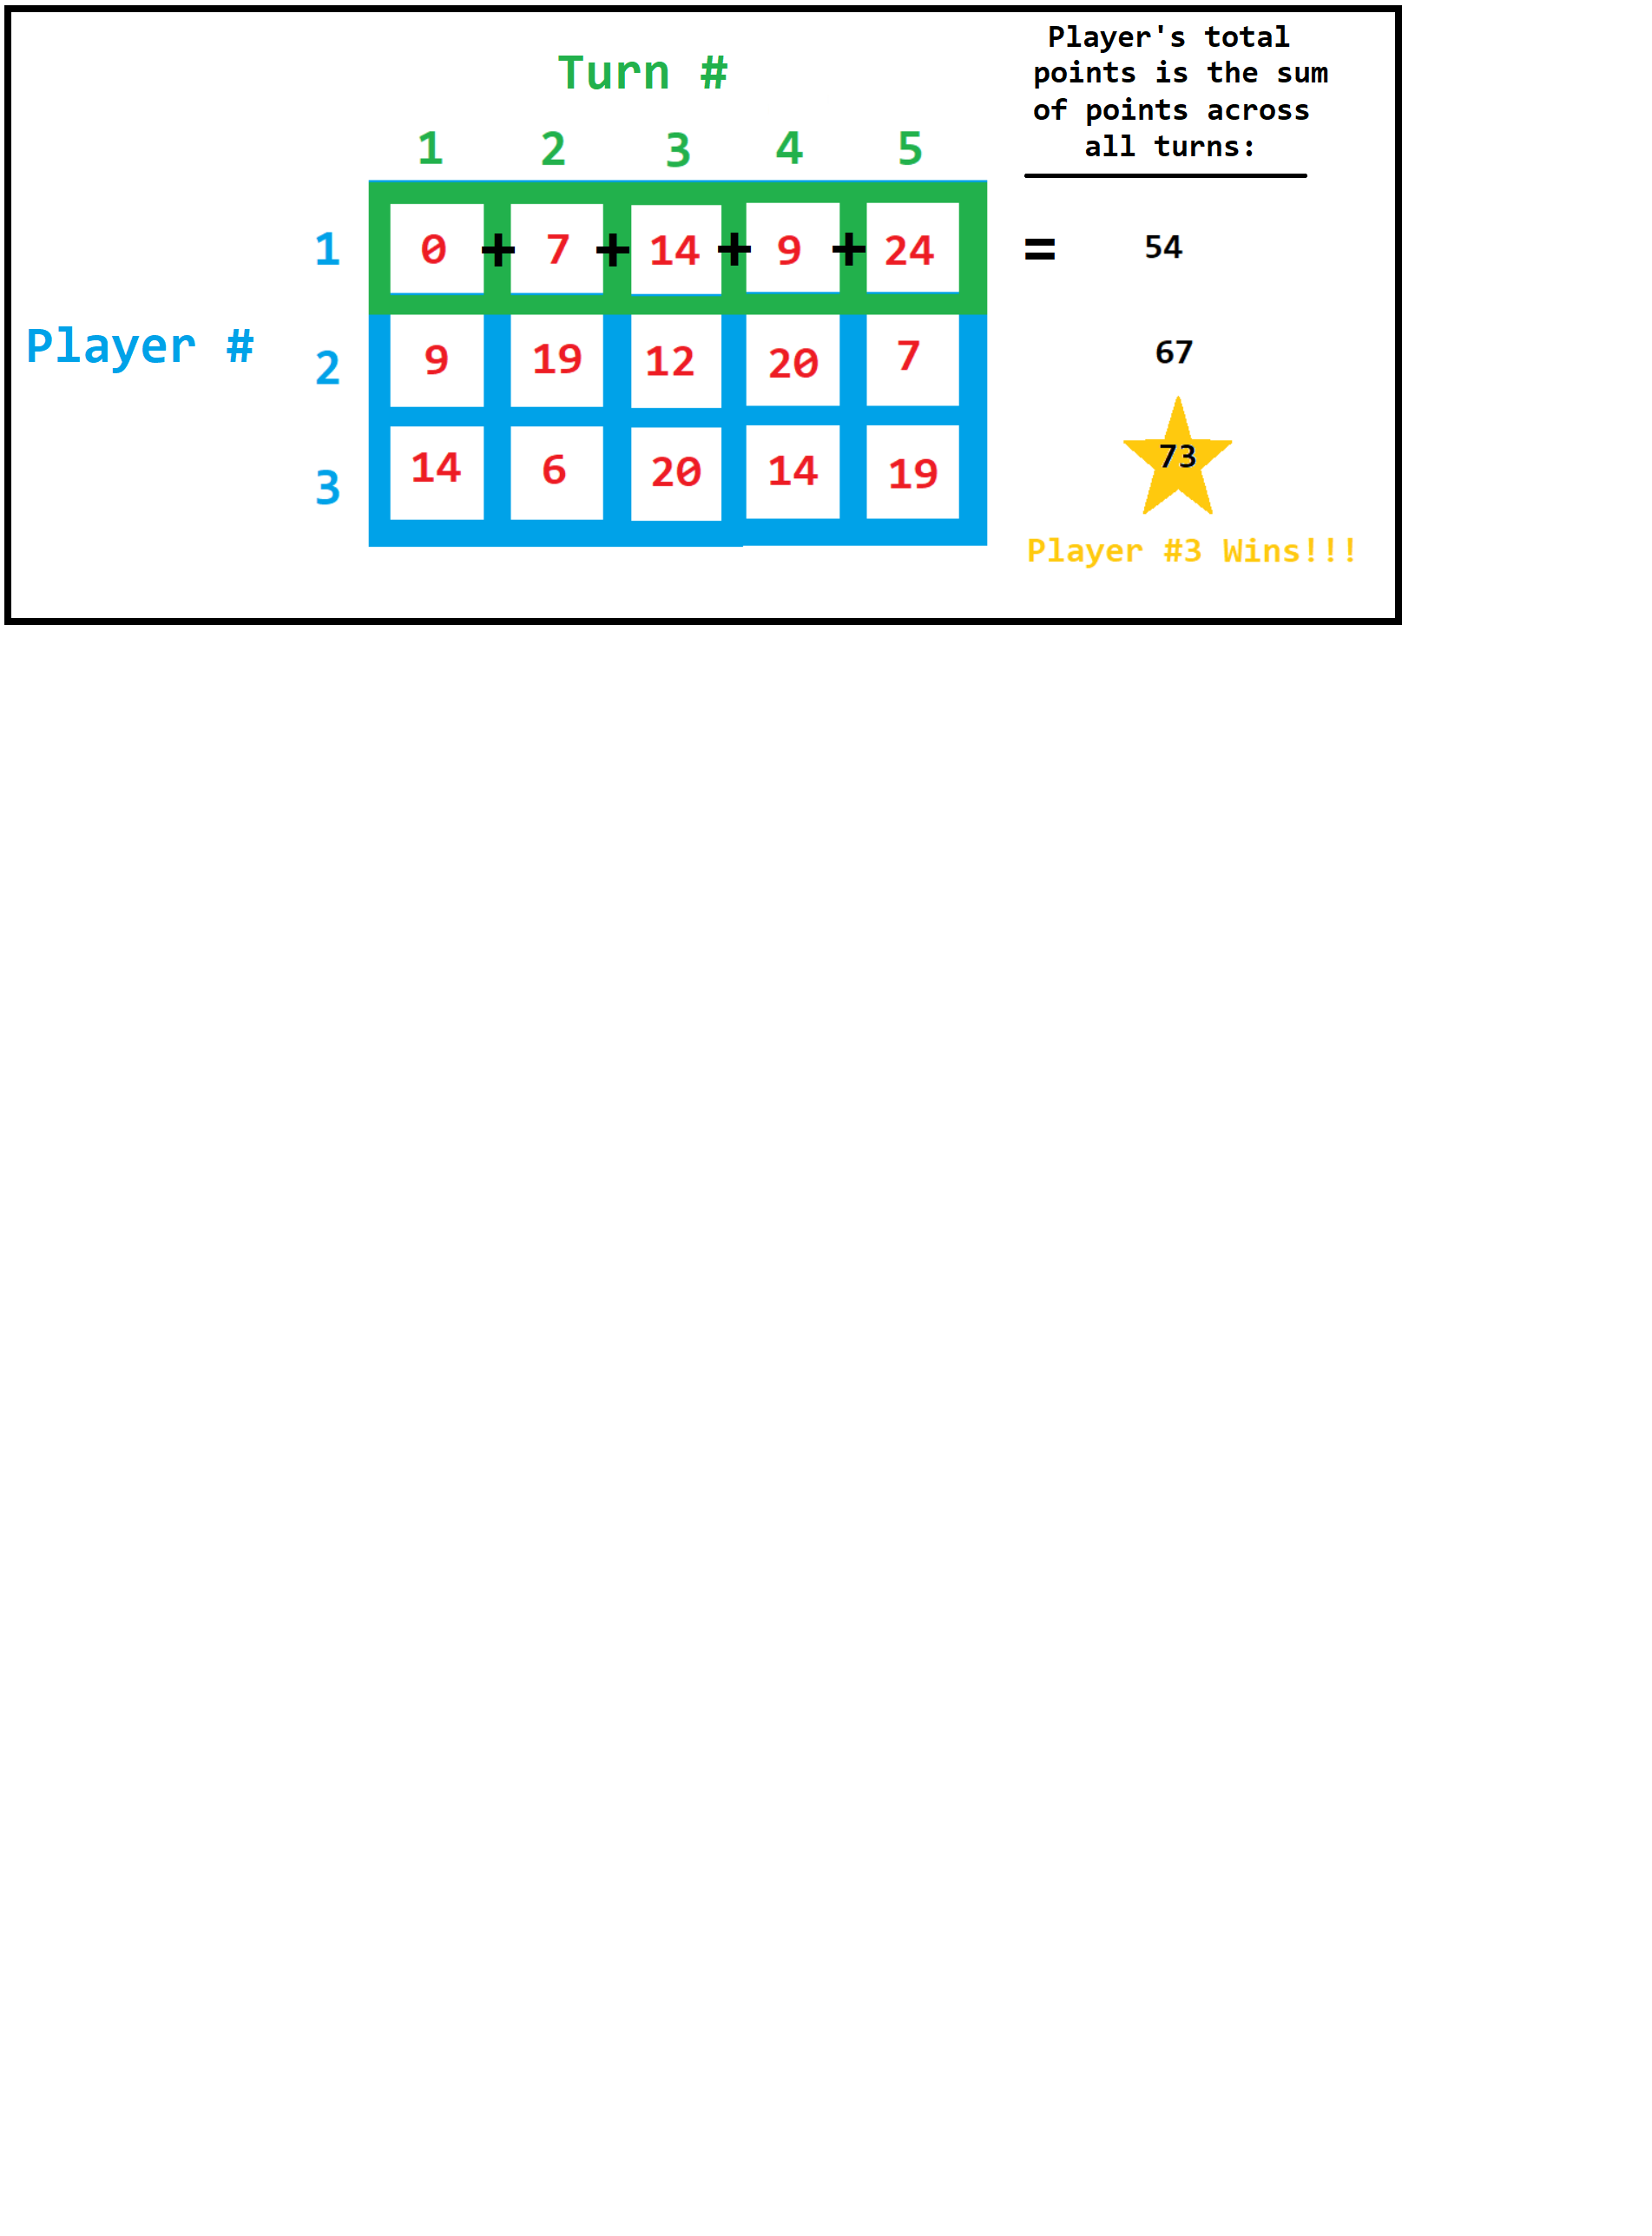 Player's total
points is the sum
of points across
all turns:
Turn #
1 2 3 4 5
1 0 + 7 + 14 + 9 + 24 = 54
Player #
2 9 19 12 20 7 67
3 14 6 20 14 19 73
Player #3 Wins!!!